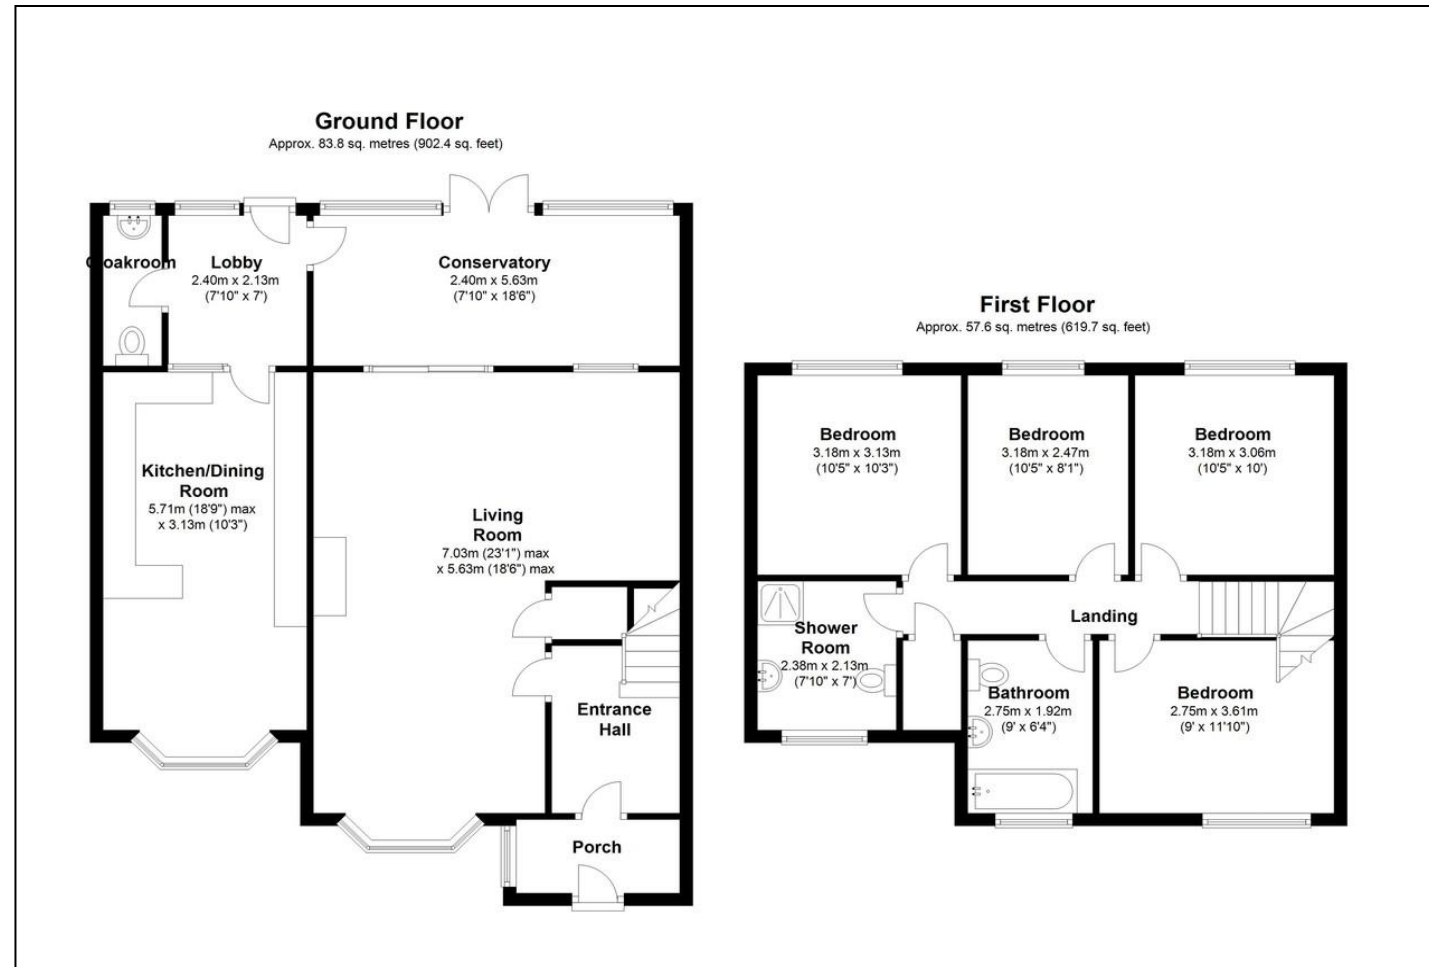 Ground Floor
Approx. 83.8 sq. metres (902.4 sq. feet)
Cloakroom
Lobby
2.40m x 2.13m
(7'10" x 7')
Conservatory
2.40m x 5.63m
(7'10" x 18'6")
Kitchen/Dining
Room
5.71m (18'9") max
x 3.13m (10'3")
Living
Room
7.03m (23'1") max
x 5.63m (18'6") max
Entrance
Hall
Porch
First Floor
Approx. 57.6 sq. metres (619.7 sq. feet)
Bedroom
3.18m x 3.13m
(10'5" x 10'3")
Bedroom
3.18m x 2.47m
(10'5" x 8'1")
Bedroom
3.18m x 3.06m
(10'5" x 10')
Landing
Shower
Room
2.38m x 2.13m
(7'10" x 7')
Bathroom
2.75m x 1.92m
(9' x 6'4")
Bedroom
2.75m x 3.61m
(9' x 11'10")